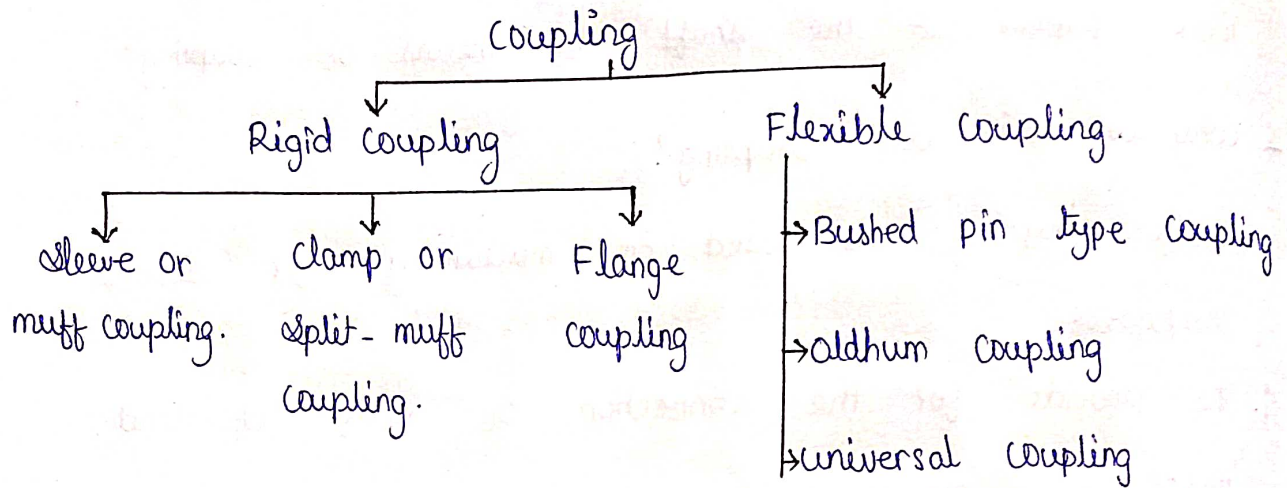 Coupling
Rigid Coupling
Flexible Coupling.
Sleeve or
muff coupling.
Clamp or
Split-muff
Coupling.
Flange
coupling
Bushed pin type coupling
Oldhum coupling
universal coupling